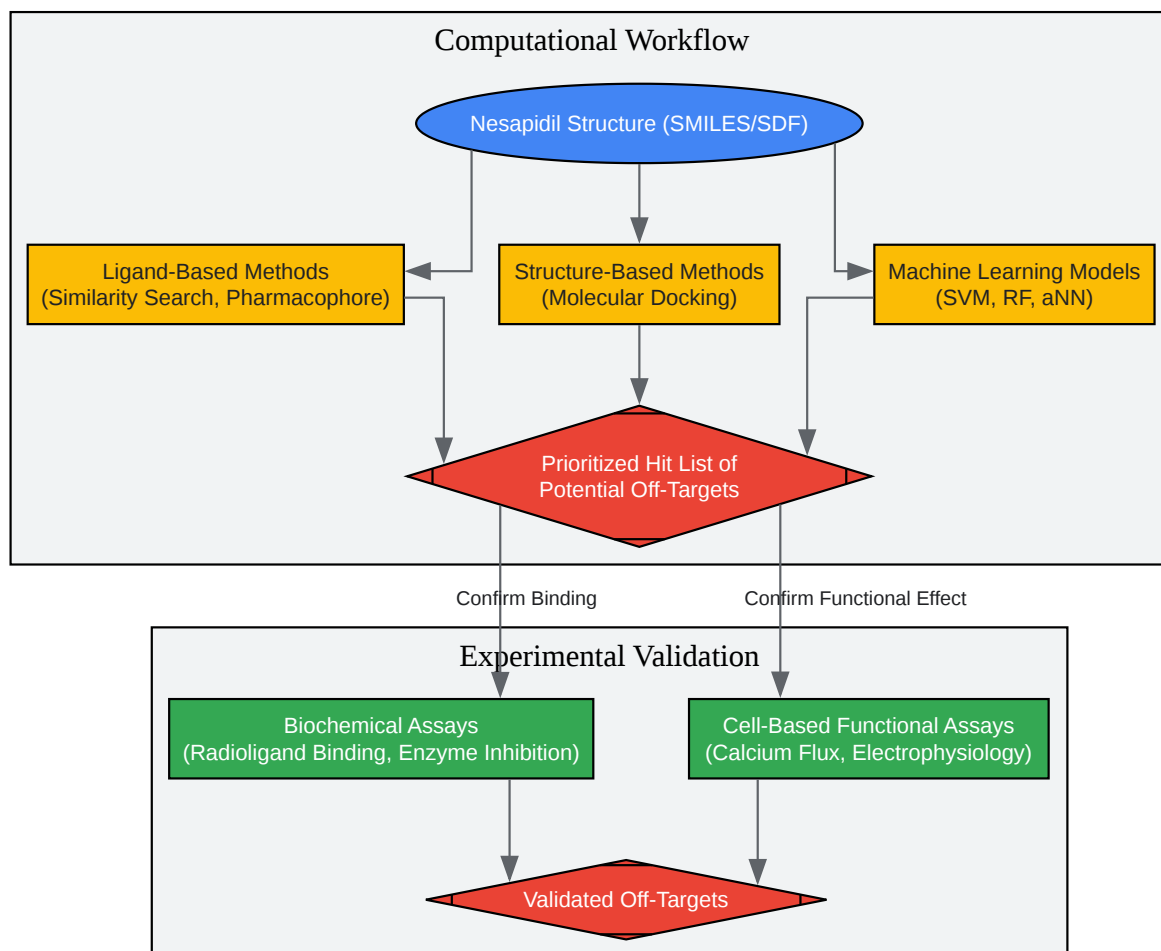 Computational Workflow
Nesapidil Structure (SMILES/SDF)
Ligand-Based Methods
(Similarity Search, Pharmacophore)
Structure-Based Methods
(Molecular Docking)
Machine Learning Models
(SVM, RF, aNN)
Prioritized Hit List of
Potential Off-Targets
Confirm Binding
Confirm Functional Effect
Experimental Validation
Biochemical Assays
(Radioligand Binding, Enzyme Inhibition)
Cell-Based Functional Assays
(Calcium Flux, Electrophysiology)
Validated Off-Targets